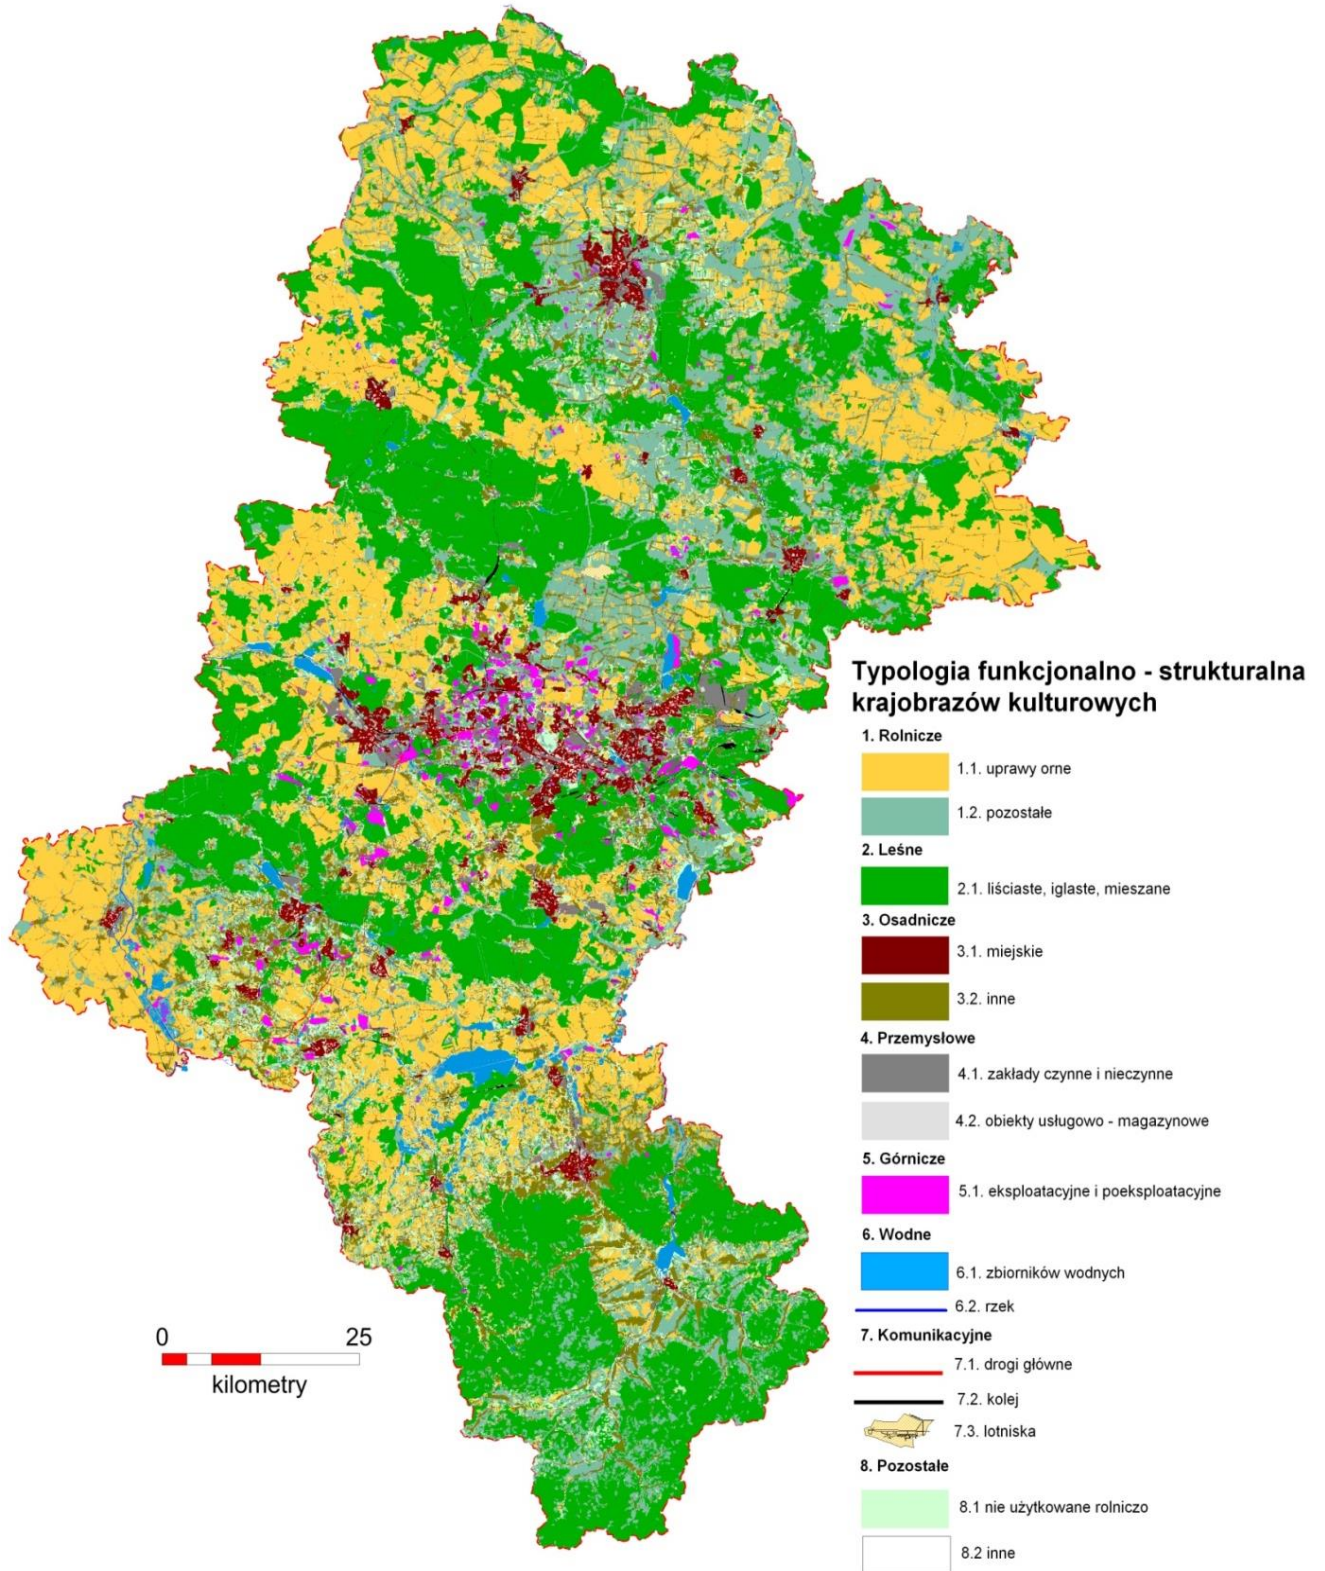 Typologia funkcjonalno - strukturalna
krajobrazów kulturowych
1. Rolnicze
1.1. uprawy orne
1.2. pozostałe
2. Leśne
2.1. liściaste, iglaste, mieszane
3. Osadnicze
3.1. miejskie
3.2. inne
4. Przemysłowe
4.1. zakłady czynne i nieczynne
4.2. obiekty usługowo - magazynowe
5. Górnicze
5.1. eksploatacyjne i poeksploatacyjne
6. Wodne
6.1. zbiorników wodnych
6.2. rzek
7. Komunikacyjne
7.1. drogi główne
7.2. kolej
7.3. lotniska
8. Pozostałe
8.1 nie użytkowane rolniczo
8.2 inne
0 25
kilometry